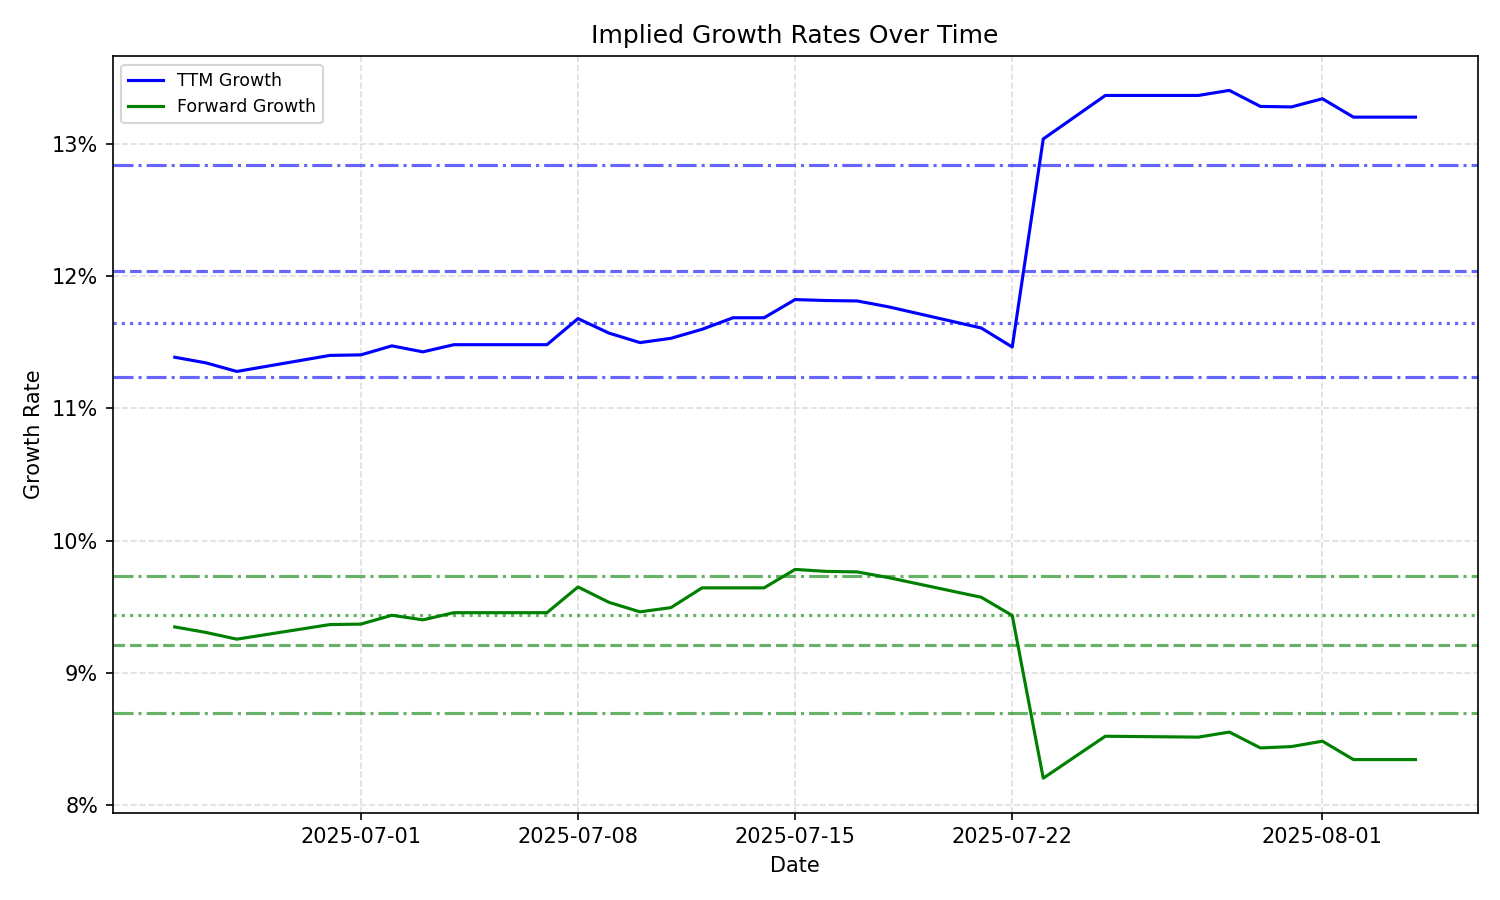 Implied Growth Rates Over Time
TTM Growth
Forward Growth
13%
12%
11%
10%
9%
8%
Growth Rate
2025-07-01
2025-07-08
2025-07-15
2025-07-22
2025-08-01
Date